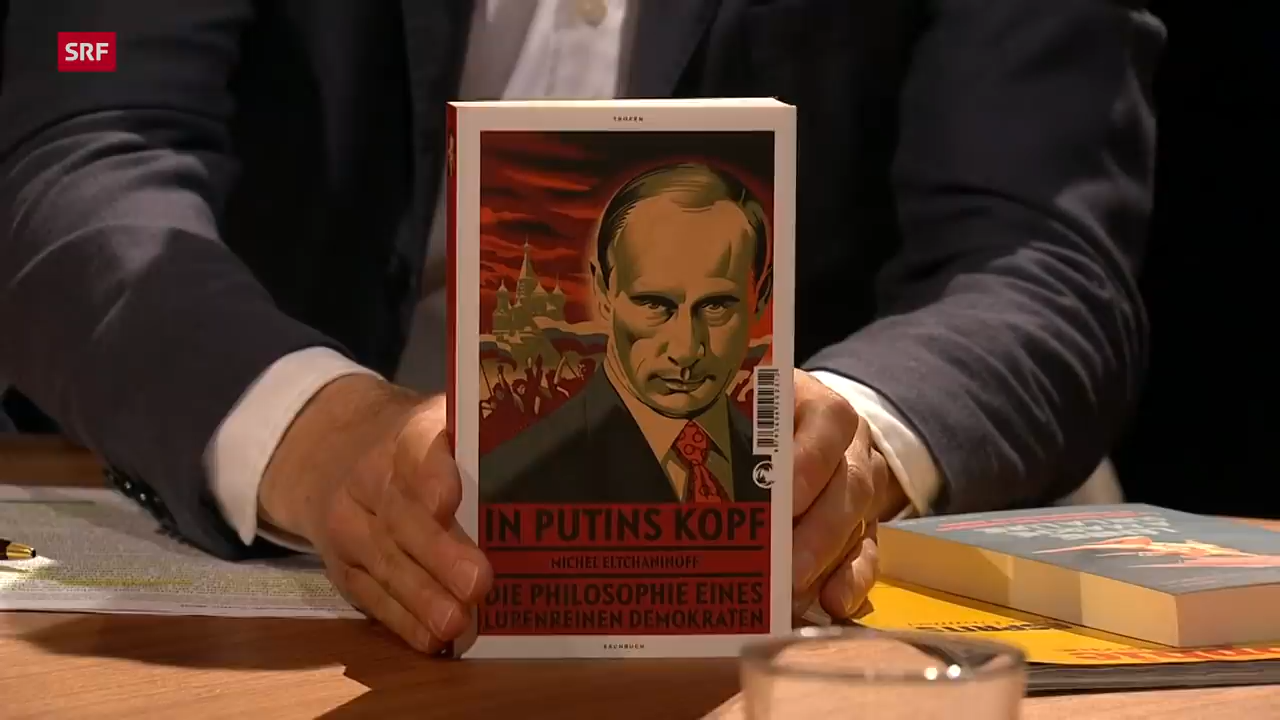 SRF
TROPEN
IN PUTINS KOPF
MICHEL ELTCHANINOFF
DIE PHILOSOPHIE EINES
LUPENREINEN DEMOKRATEN
SACHBUCH